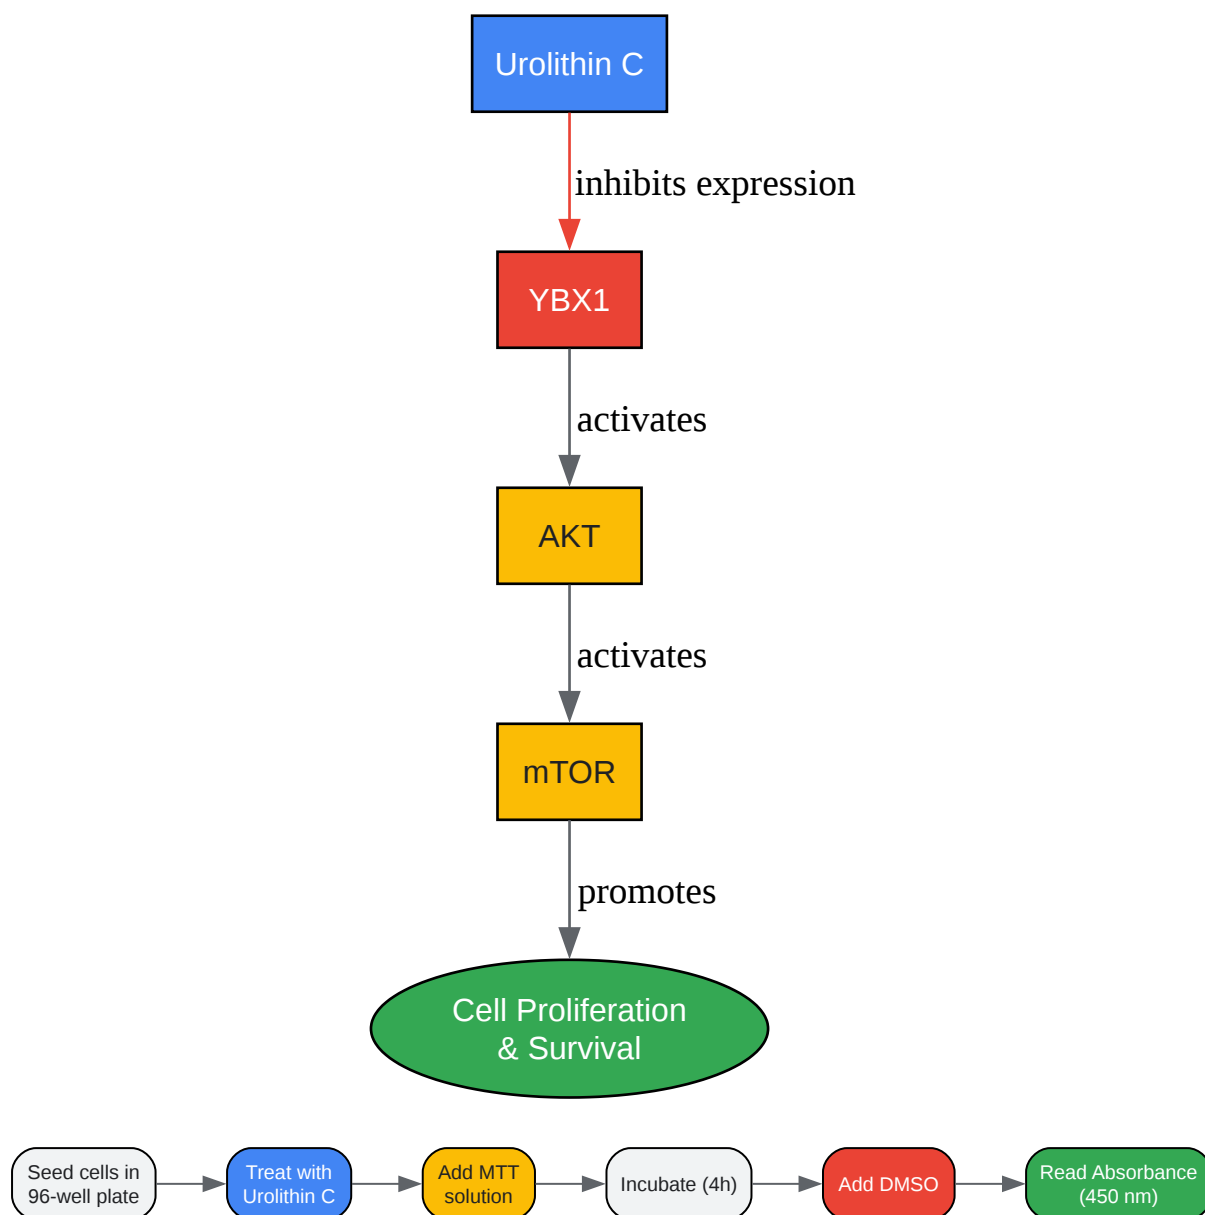 Urolithin C
inhibits expression
YBX1
activates
AKT
activates
mTOR
promotes
Cell Proliferation
& Survival
Seed cells in
96-well plate
Treat with
Urolithin C
Add MTT
solution
Incubate (4h)
Add DMSO
Read Absorbance
(450 nm)